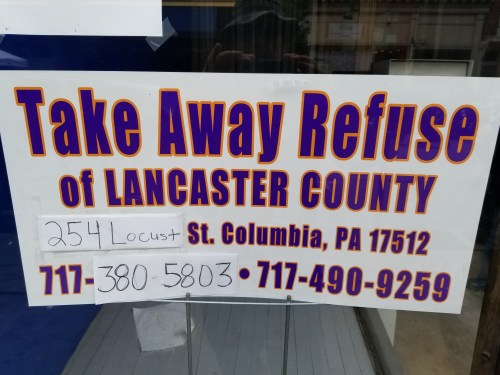 Take Away Refuse
of LANCASTER COUNTY
254 Locust St. Columbia, PA 17512
717-380-5803 • 717-490-9259